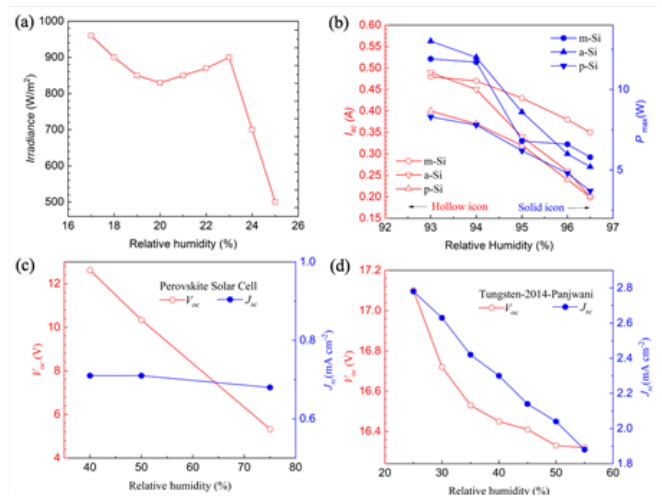 (a)
Irradiance (W/m²)
1000
900
800
700
600
500
16 18 20 22 24 26
Relative humidity (%)
(b)
I_sc (A)
0.60
0.55
0.50
0.45
0.40
0.35
0.30
0.25
0.20
0.15
m-Si
a-Si
p-Si
m-Si
a-Si
p-Si
Hollow icon
Solid icon
10
5
P_max(W)
92 93 94 95 96 97
Relative Humidity (%)
(c)
V_oc (V)
12
10
8
6
4
Perovskite Solar Cell
V_oc J_sc
1.0
0.8
0.6
J_sc(mA cm⁻²)
40 50 60 70 80
Relative humidity (%)
(d)
V_oc (V)
17.2
17.0
16.8
16.6
16.4
Tungsten-2014-Panjwani
V_oc J_sc
2.8
2.6
2.4
2.2
2.0
1.8
J_sc(mA cm⁻²)
20 30 40 50 60
Relative humidity (%)